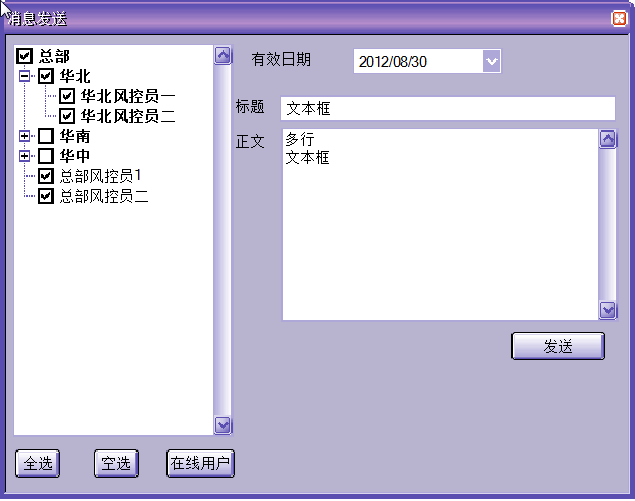 消息发送
总部
华北
华北风控员一
华北风控员二
华南
华中
总部风控员1
总部风控员二
有效日期
2012/08/30
标题
文本框
正文
多行
文本框
发送
全选
空选
在线用户